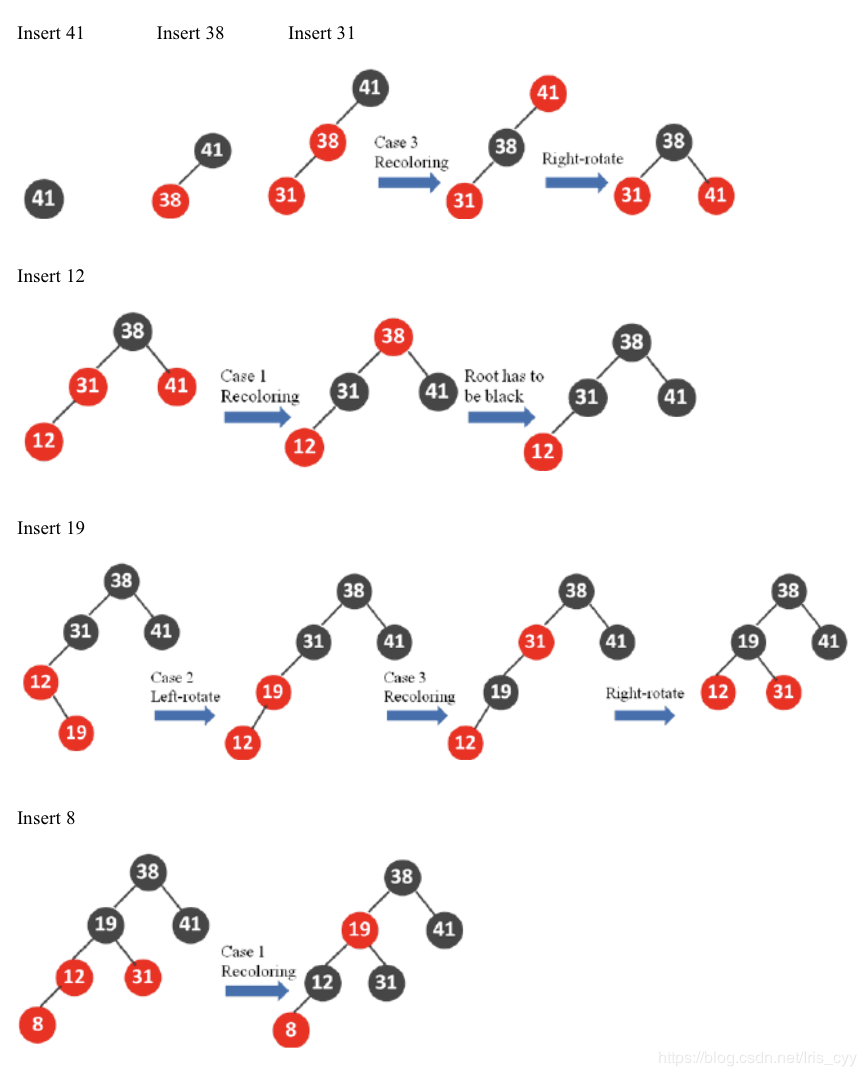 Insert 41 Insert 38 Insert 31
41
41
38
41
38
31
Case 3
Recoloring
41
38
31
Right-rotate
38
31 41
Insert 12
38
31 41
12
Case 1
Recoloring
38
31 41
12
Root has to
be black
38
31 41
12
Insert 19
38
31 41
12
19
Case 2
Left-rotate
38
31 41
19
12
Case 3
Recoloring
38
31 41
19
12
Right-rotate
38
19 41
12 31
Insert 8
38
19 41
12 31
8
Case 1
Recoloring
38
19 41
12 31
8
https://blog.csdn.net/Iris_cyy